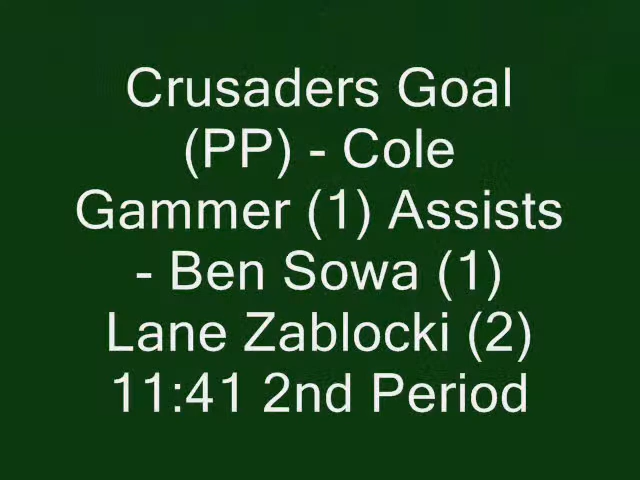 Crusaders Goal
(PP) - Cole
Gammer (1) Assists
- Ben Sowa (1)
Lane Zablocki (2)
11:41 2nd Period